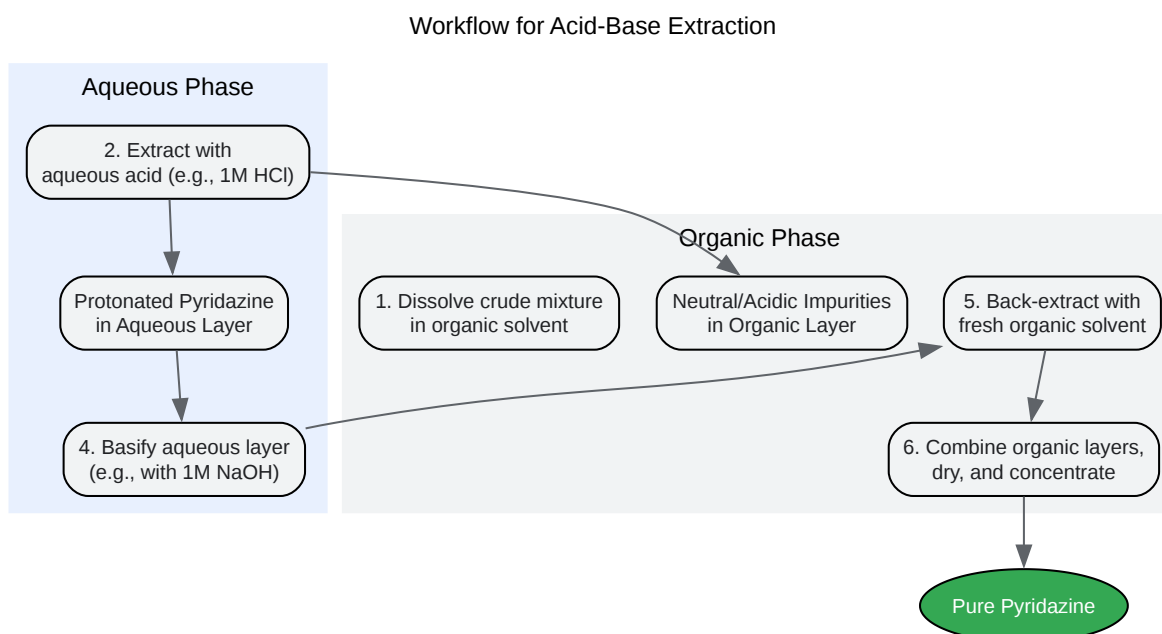 Workflow for Acid-Base Extraction
Aqueous Phase
2. Extract with
aqueous acid (e.g., 1M HCl)
Protonated Pyridazine
in Aqueous Layer
4. Basify aqueous layer
(e.g., with 1M NaOH)
Organic Phase
1. Dissolve crude mixture
in organic solvent
Neutral/Acidic Impurities
in Organic Layer
5. Back-extract with
fresh organic solvent
6. Combine organic layers,
dry, and concentrate
Pure Pyridazine